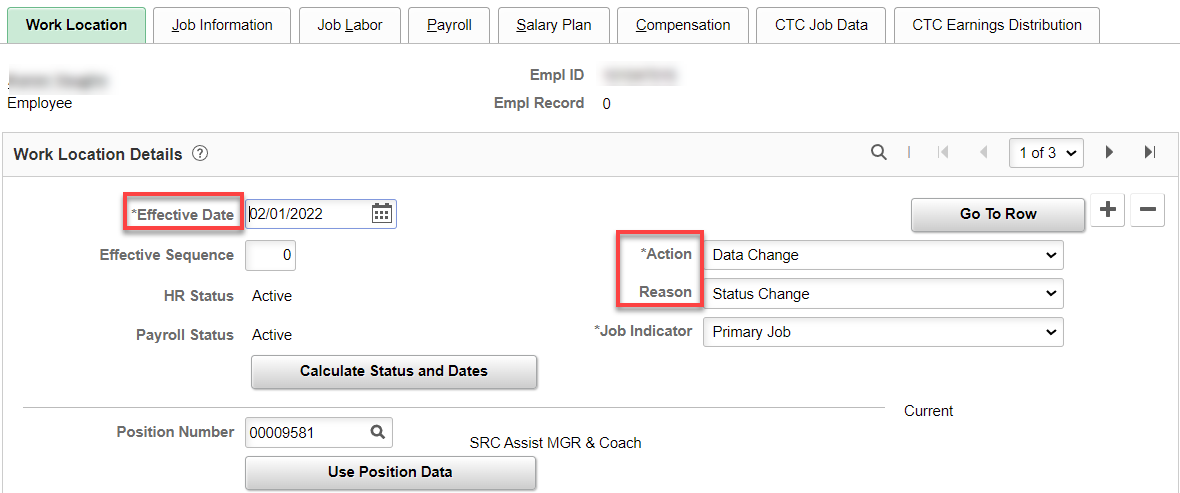 Work Location Job Information Job Labor Payroll Salary Plan Compensation CTC Job Data CTC Earnings Distribution
Empl ID
Employee Empl Record 0
Work Location Details ? 1 of 3
*Effective Date 02/01/2022 Go To Row
Effective Sequence 0 *Action Data Change
HR Status Active Reason Status Change
Payroll Status Active *Job Indicator Primary Job
Calculate Status and Dates
Current
Position Number 00009581 SRC Assist MGR & Coach
Use Position Data